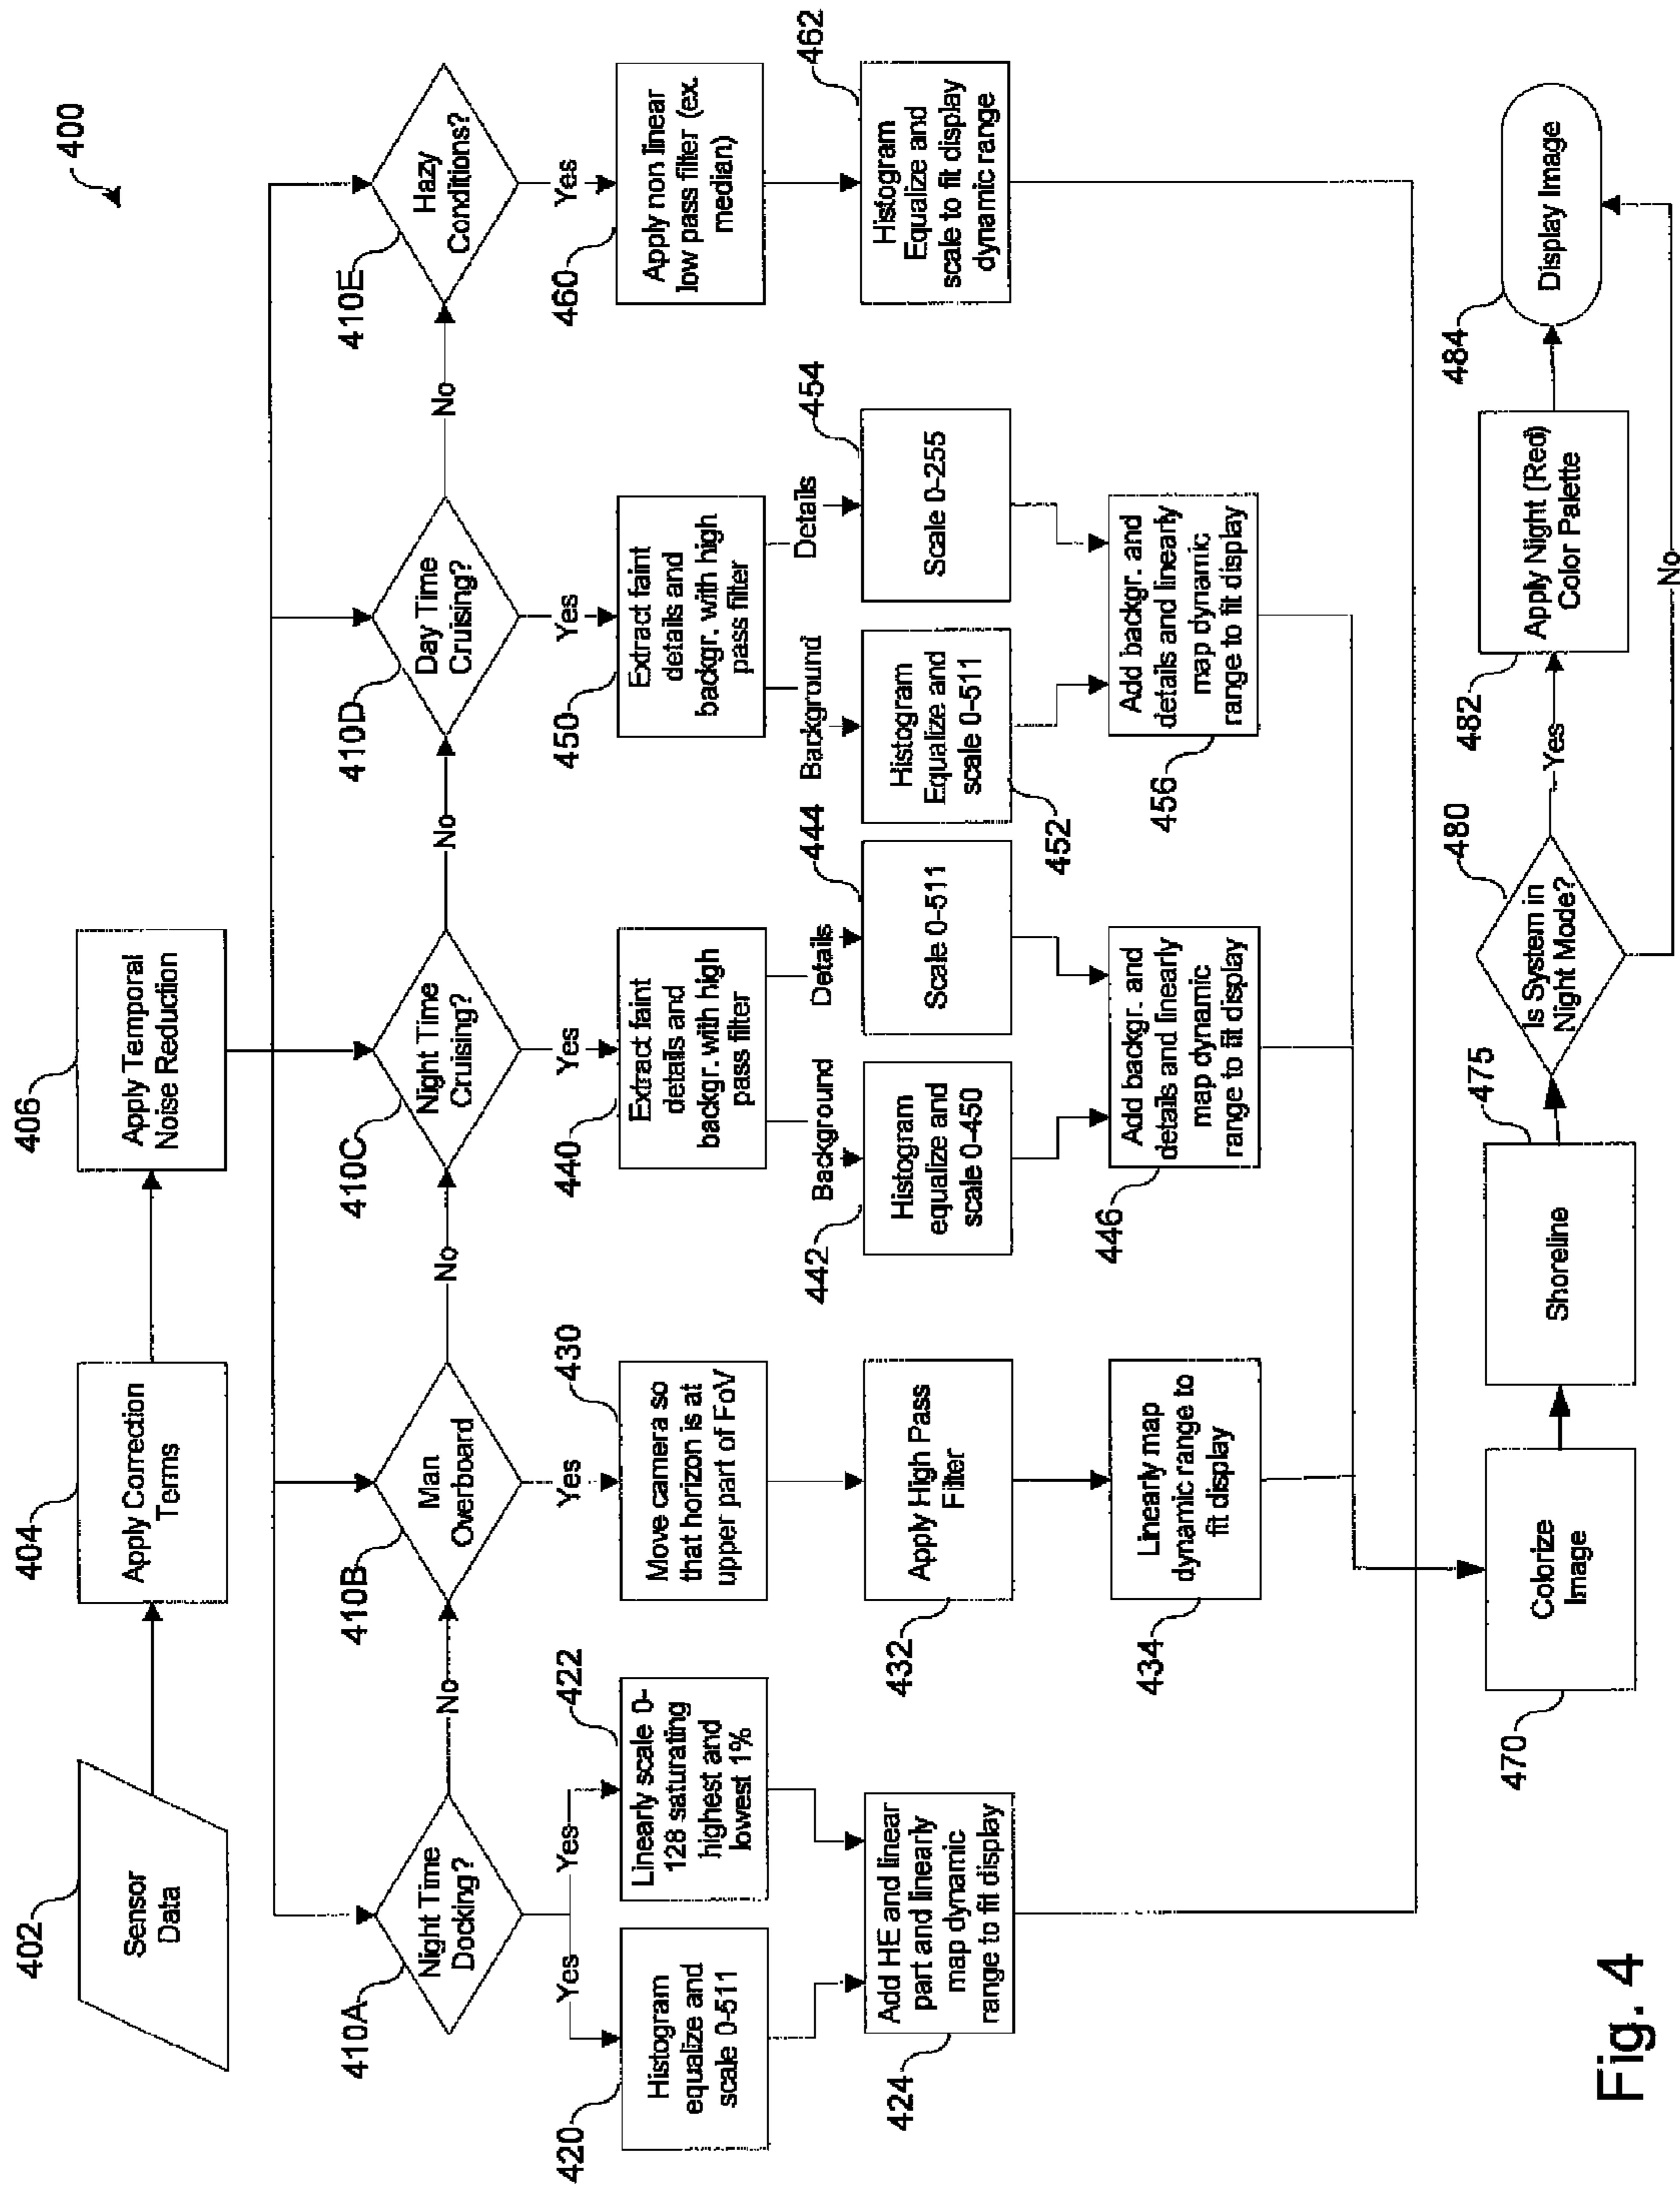 400
402
Sensor
Data
404
Apply Correction
Terms
406
Apply Temporal
Noise Reduction
410A
Night Time
Docking?
No
410B
Man
Overboard
No
410C
Night Time
Cruising?
No
410D
Day Time
Cruising?
No
410E
Hazy
Conditions?
Yes
Yes
Yes
Yes
Yes
Yes
420
Histogram
equalize and
scale 0-511
422
Linearly scale 0-
128 saturating
highest and
lowest 1%
424
Add HE and linear
part and linearly
map dynamic
range to fit display
430
Move camera so
that horizon is at
upper part of FoV
432
Apply High Pass
Filter
434
Linearly map
dynamic range to
fit display
440
Extract faint
details and
backgr. with high
pass filter
Background
Details
442
Histogram
equalize and
scale 0-450
444
Scale 0-511
446
Add backgr. and
details and linearly
map dynamic
range to fit display
450
Extract faint
details and
backgr. with high
pass filter
Background
Details
452
Histogram
Equalize and
scale 0-511
454
Scale 0-255
456
Add backgr. and
details and linearly
map dynamic
range to fit display
460
Apply non linear
low pass filter (ex.
median)
462
Histogram
Equalize and
scale to fit display
dynamic range
470
Colorize
Image
475
Shoreline
480
Is System in
Night Mode?
Yes
No
482
Apply Night (Red)
Color Palette
484
Display Image
Fig. 4